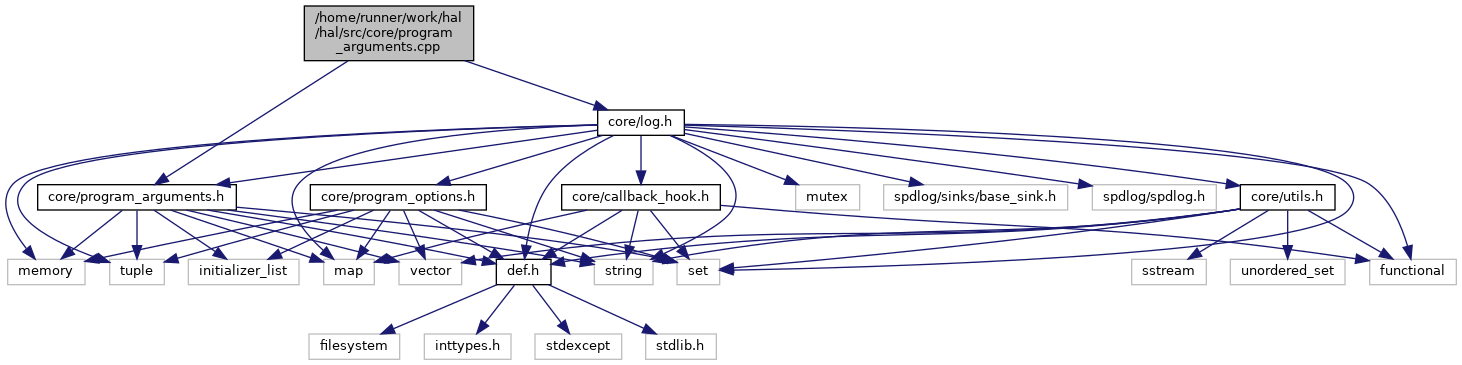 /home/runner/work/hal
/hal/src/core/program
_arguments.cpp
core/log.h
core/program_arguments.h
core/program_options.h
core/callback_hook.h
mutex
spdlog/sinks/base_sink.h
spdlog/spdlog.h
core/utils.h
memory
tuple
initializer_list
map
vector
def.h
string
set
sstream
unordered_set
functional
filesystem
inttypes.h
stdexcept
stdlib.h